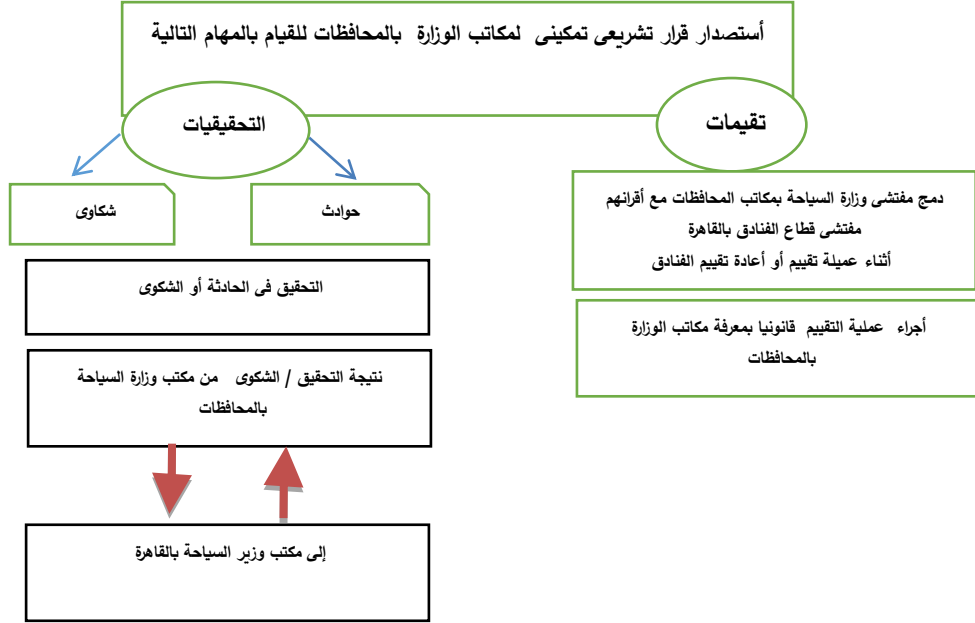 أستصدار قرار تشريعى تمكينى لمكاتب الوزارة بالمحافظات للقيام بالمهام التالية
تقيمات
دمج مفتشى وزارة السياحة بمكاتب المحافظات مع أقرانهم
مفتشى قطاع الفنادق بالقاهرة
أثناء عميلة تقييم أو أعادة تقييم الفنادق
أجراء عملية التقييم قانونيا بمعرفة مكاتب الوزارة
بالمحافظات
التحقيقيات
حوادث
شكاوى
التحقيق فى الحادثة أو الشكوى
نتيجة التحقيق / الشكوى من مكتب وزارة السياحة
بالمحافظات
إلى مكتب وزير السياحة بالقاهرة